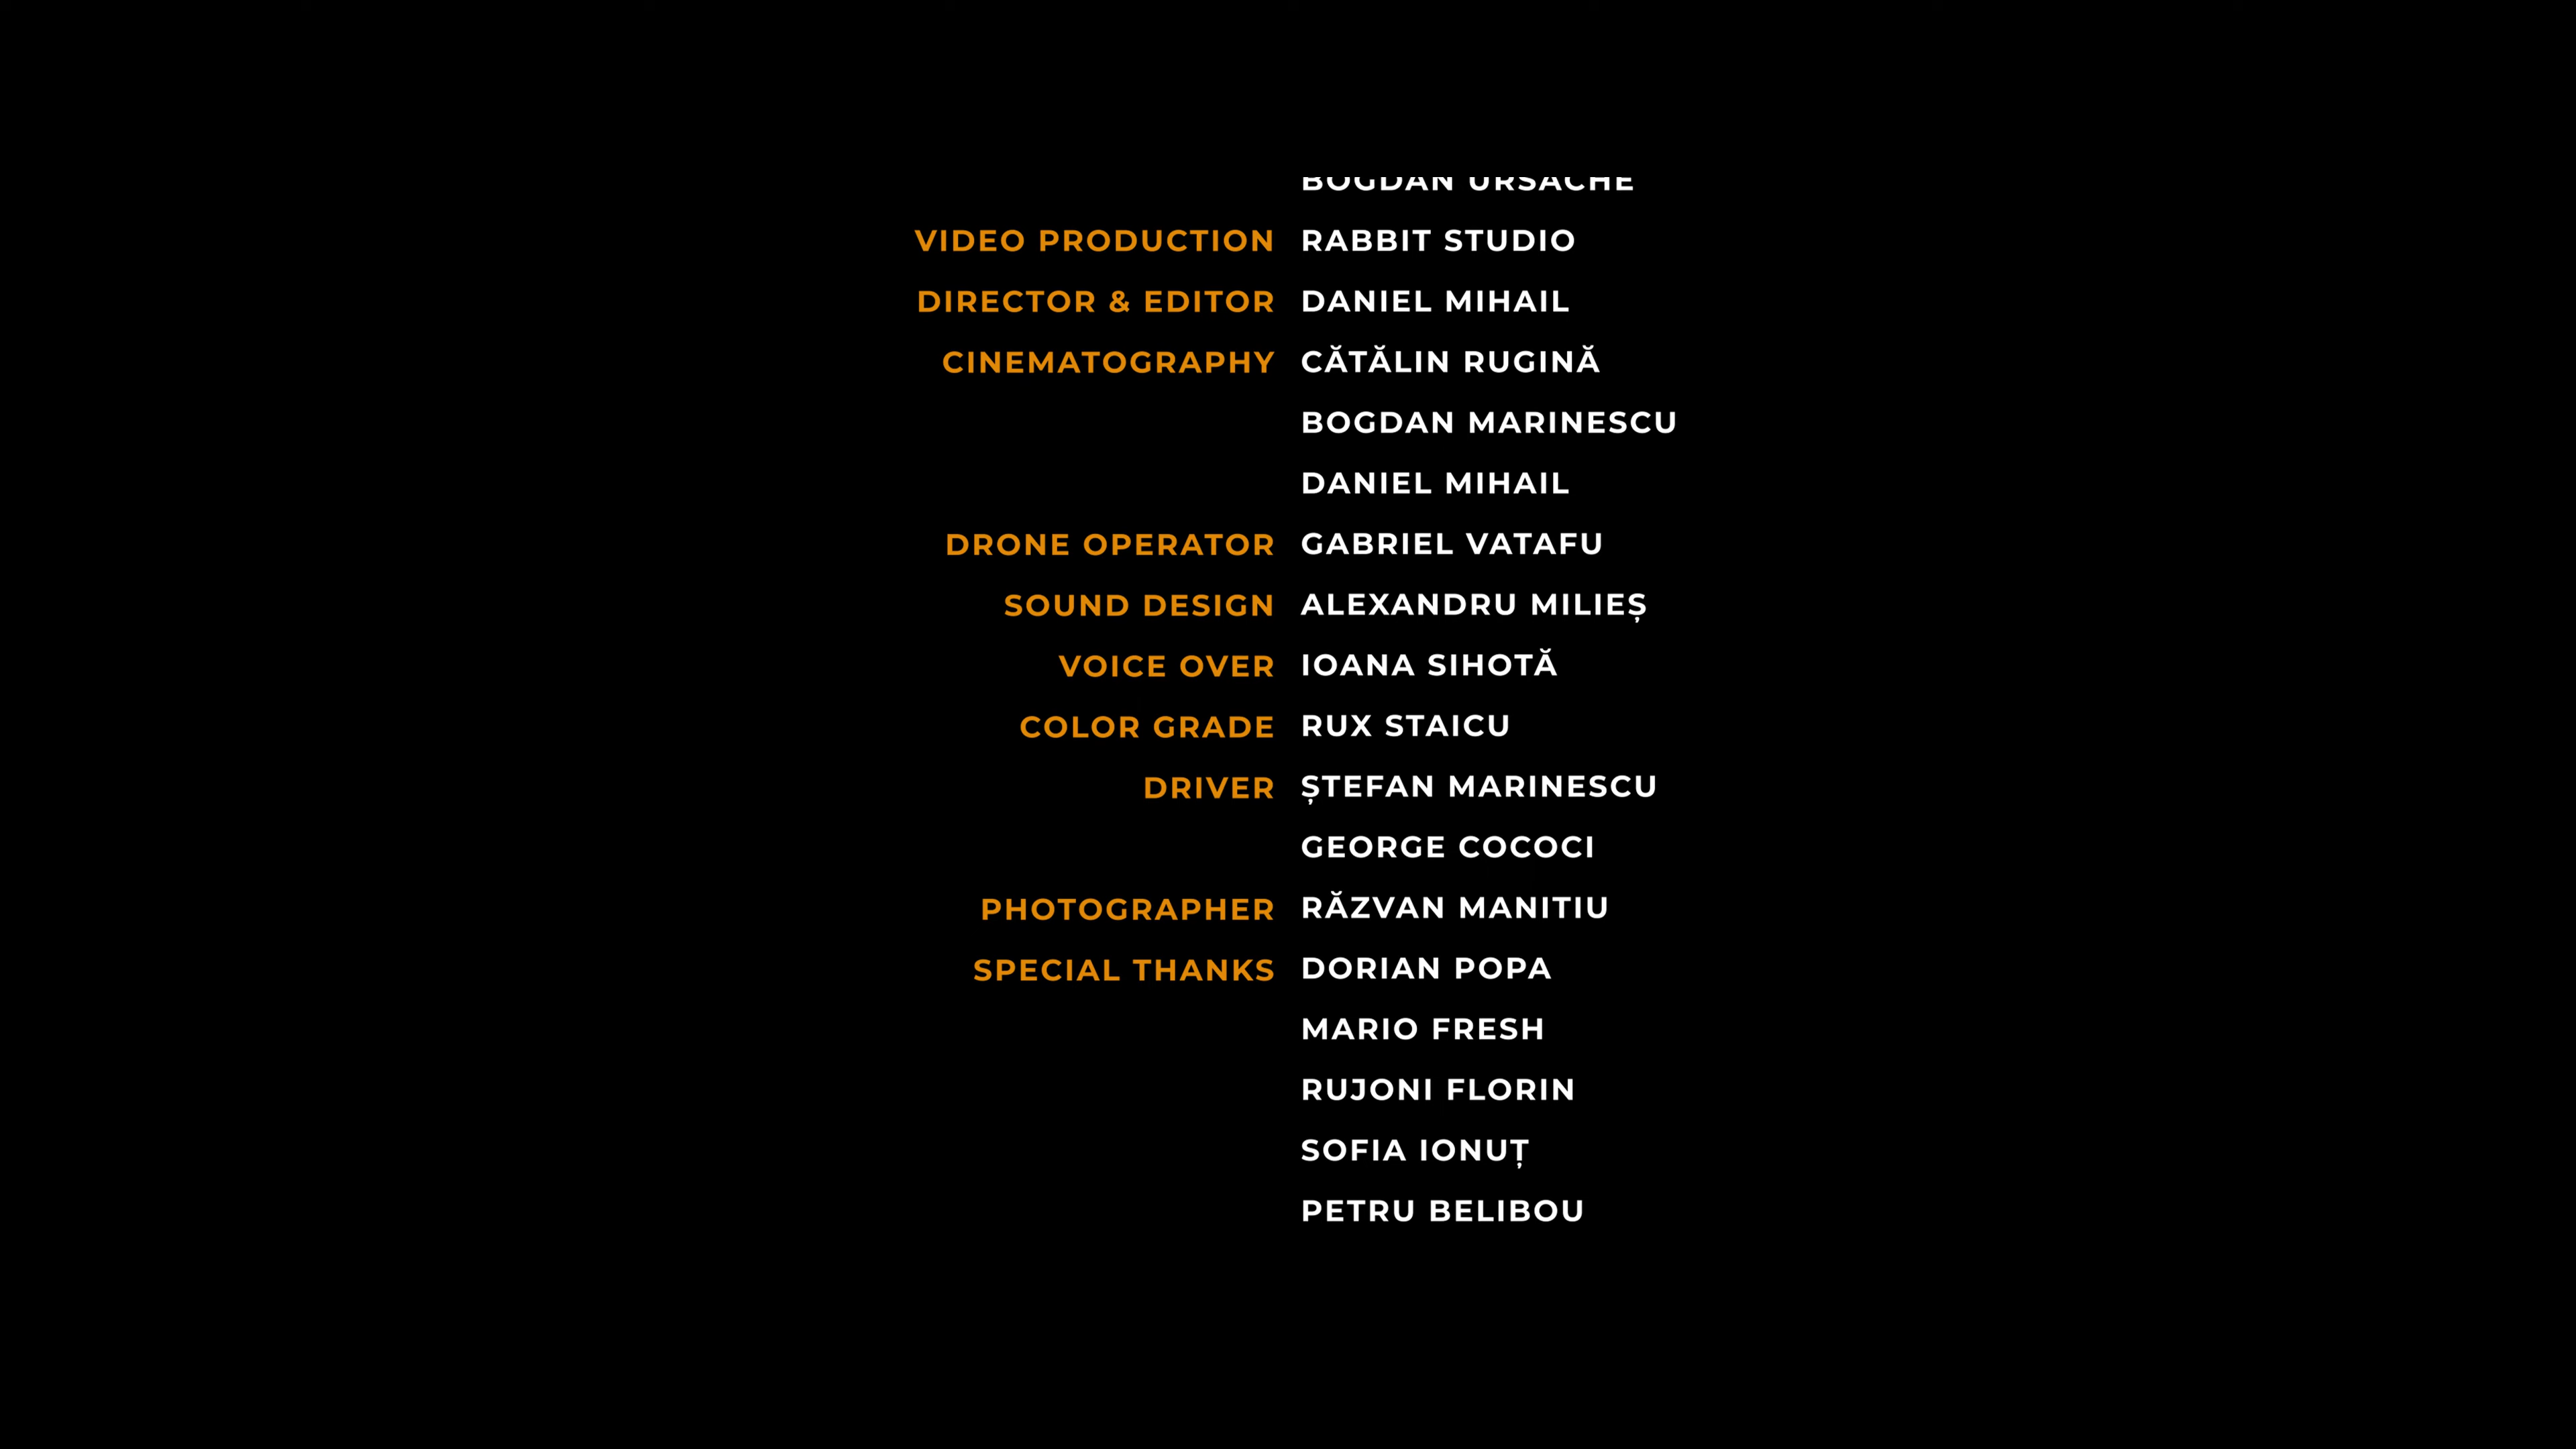 BOGDAN URSACHE
VIDEO PRODUCTION RABBIT STUDIO
DIRECTOR & EDITOR DANIEL MIHAIL
CINEMATOGRAPHY CĂTĂLIN RUGINĂ
BOGDAN MARINESCU
DANIEL MIHAIL
DRONE OPERATOR GABRIEL VATAFU
SOUND DESIGN ALEXANDRU MILIEȘ
VOICE OVER IOANA SIHOTĂ
COLOR GRADE RUX STAICU
DRIVER ȘTEFAN MARINESCU
GEORGE COCOCI
PHOTOGRAPHER RĂZVAN MANITIU
SPECIAL THANKS DORIAN POPA
MARIO FRESH
RUJONI FLORIN
SOFIA IONUȚ
PETRU BELIBOU